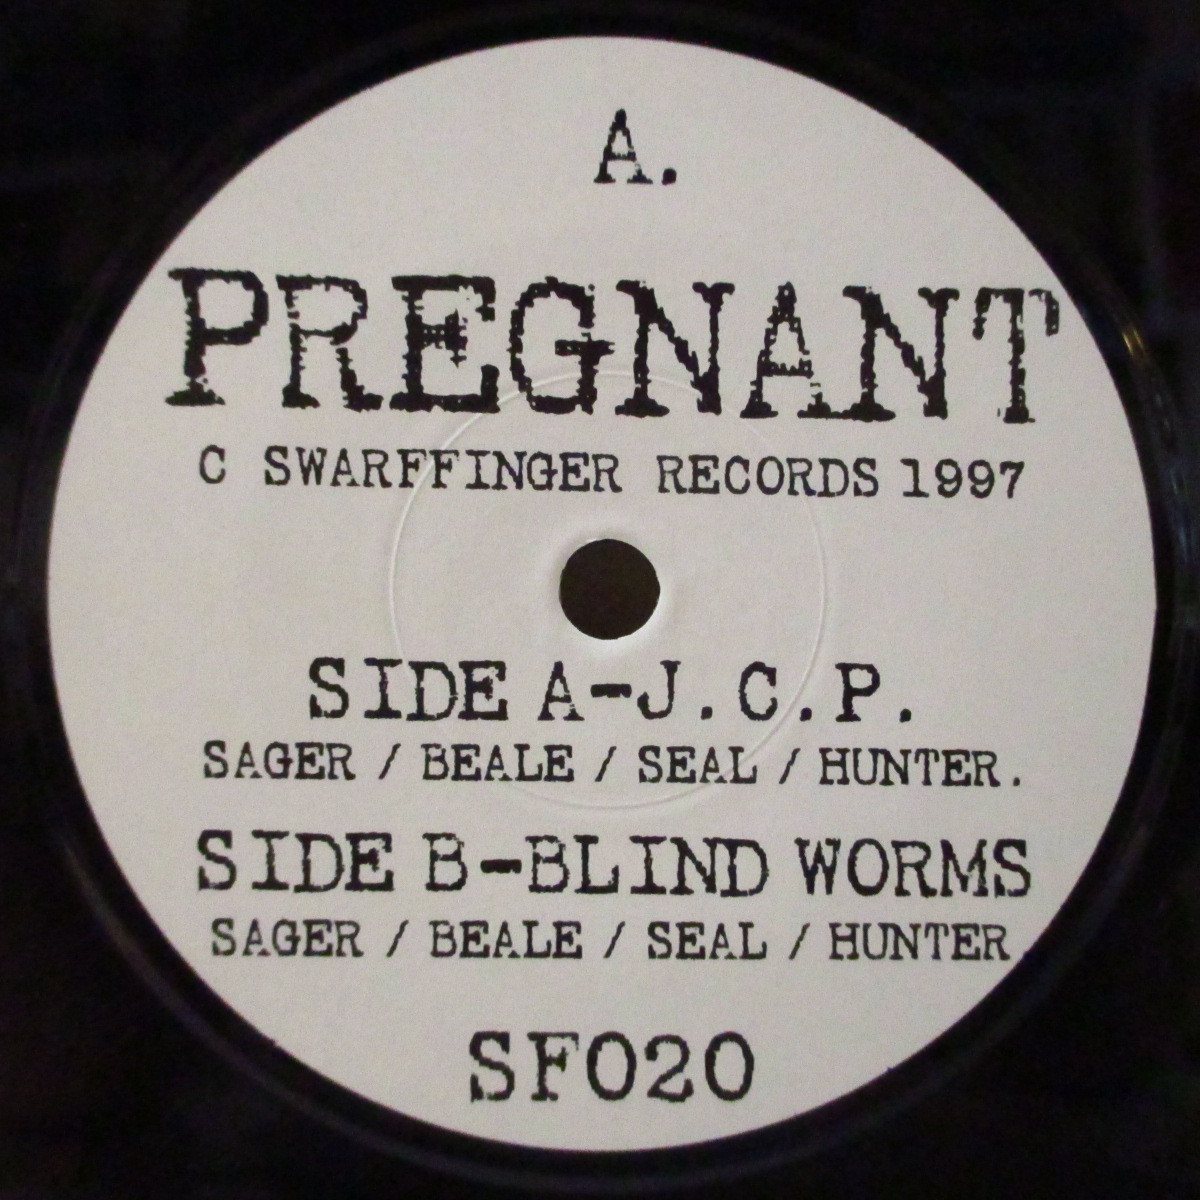 A.
PREGNANT
C SWARFFINGER RECORDS 1997
SIDE A-J.C.P.
SAGER / BEALE / SEAL / HUNTER.
SIDE B-BLIND WORMS
SAGER / BEALE / SEAL / HUNTER.
SF020